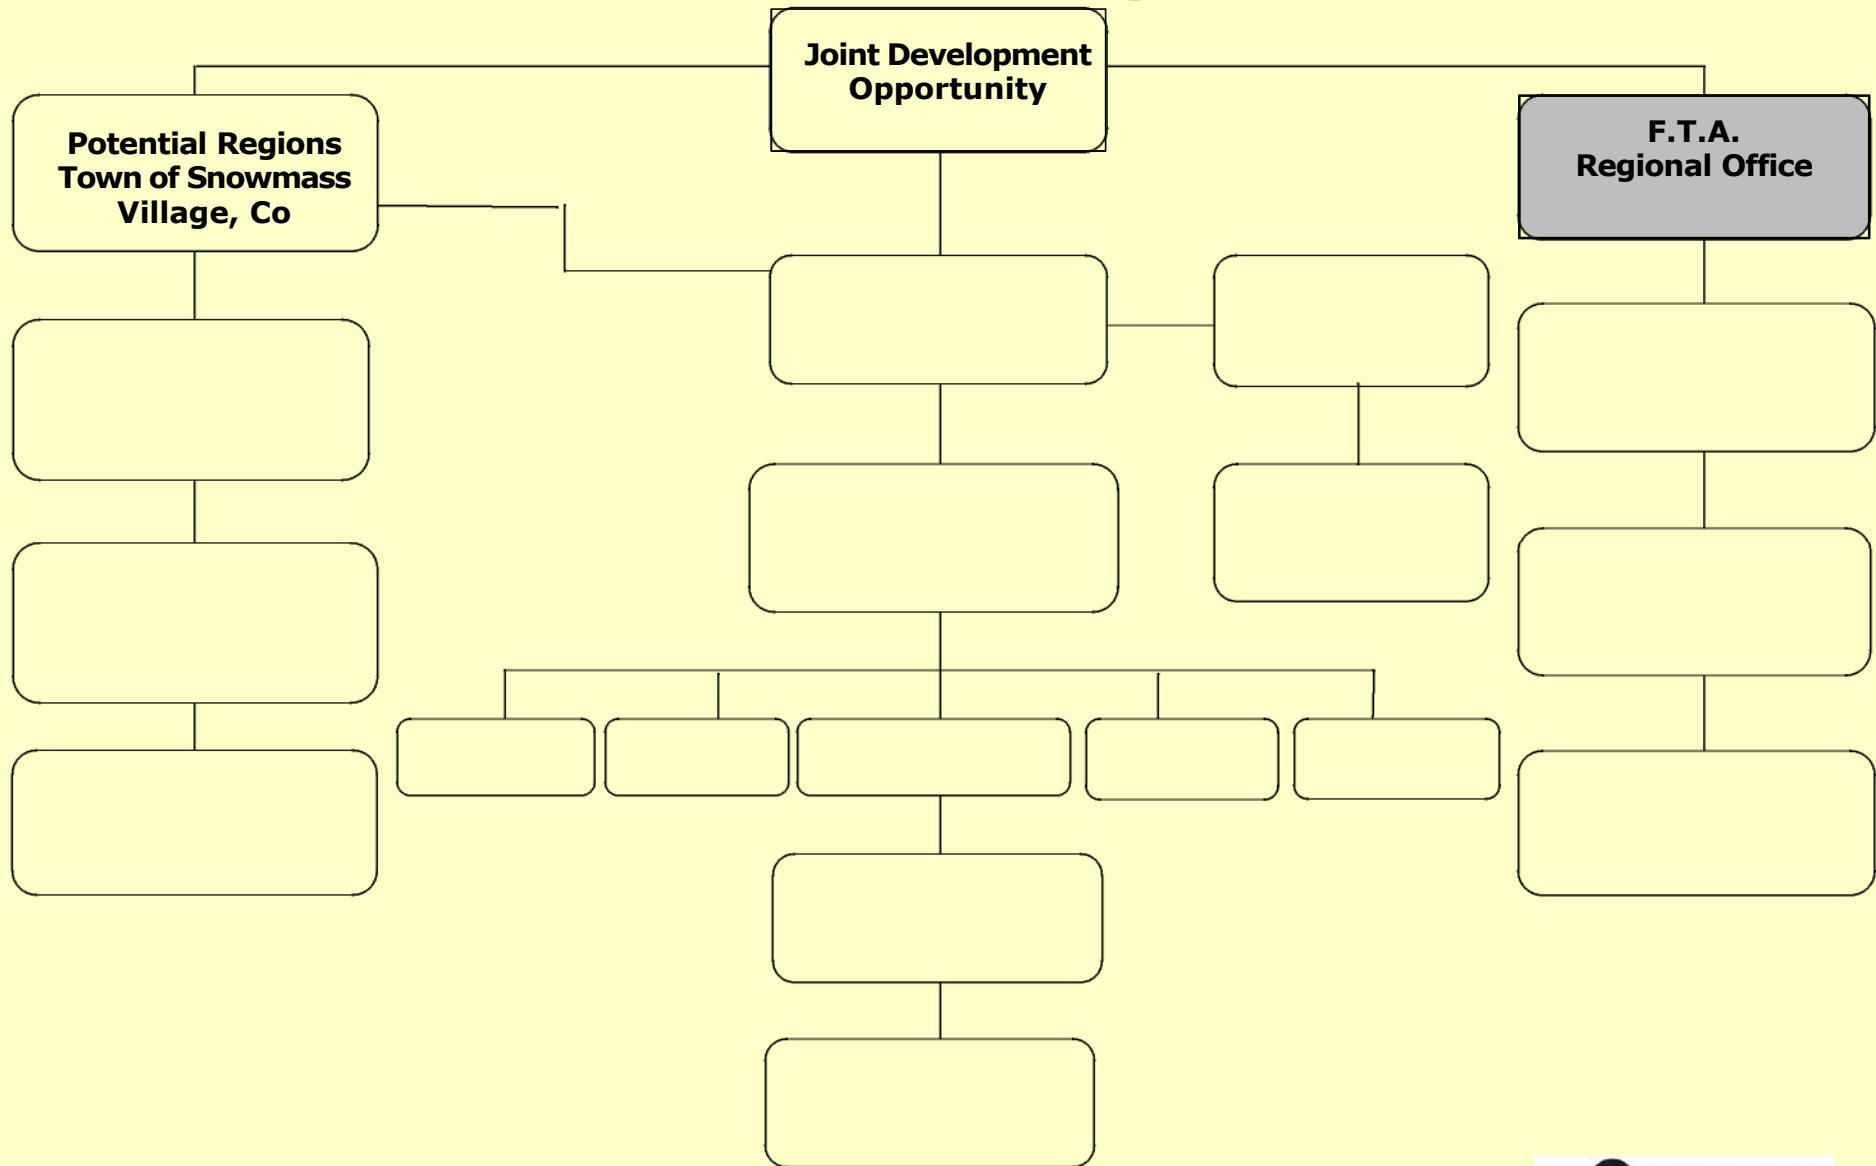 Joint Development
Opportunity
Potential Regions
Town of Snowmass
Village, Co
F.T.A.
Regional Office